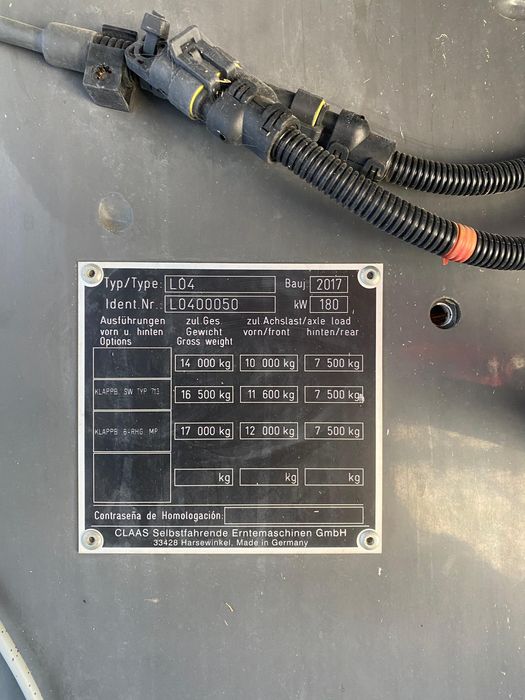 Typ/Type: L04 Bauj. 2017
Ident.Nr.: L0400050 kW 180
Ausführungen zul.Ges. zul.Achslast/axle load
vorn u. hinten Gewicht vorn/front hinten/rear
Options Gross weight
14 000 kg 10 000 kg 7 500 kg
KLAPPB. SW TYP 713 16 500 kg 11 600 kg 7 500 kg
KLAPPB. 6-RHG MP 17 000 kg 12 000 kg 7 500 kg
kg kg kg
Contraseña de Homologación:
CLAAS Selbstfahrende Erntemaschinen GmbH
33428 Harsewinkel, Made in Germany